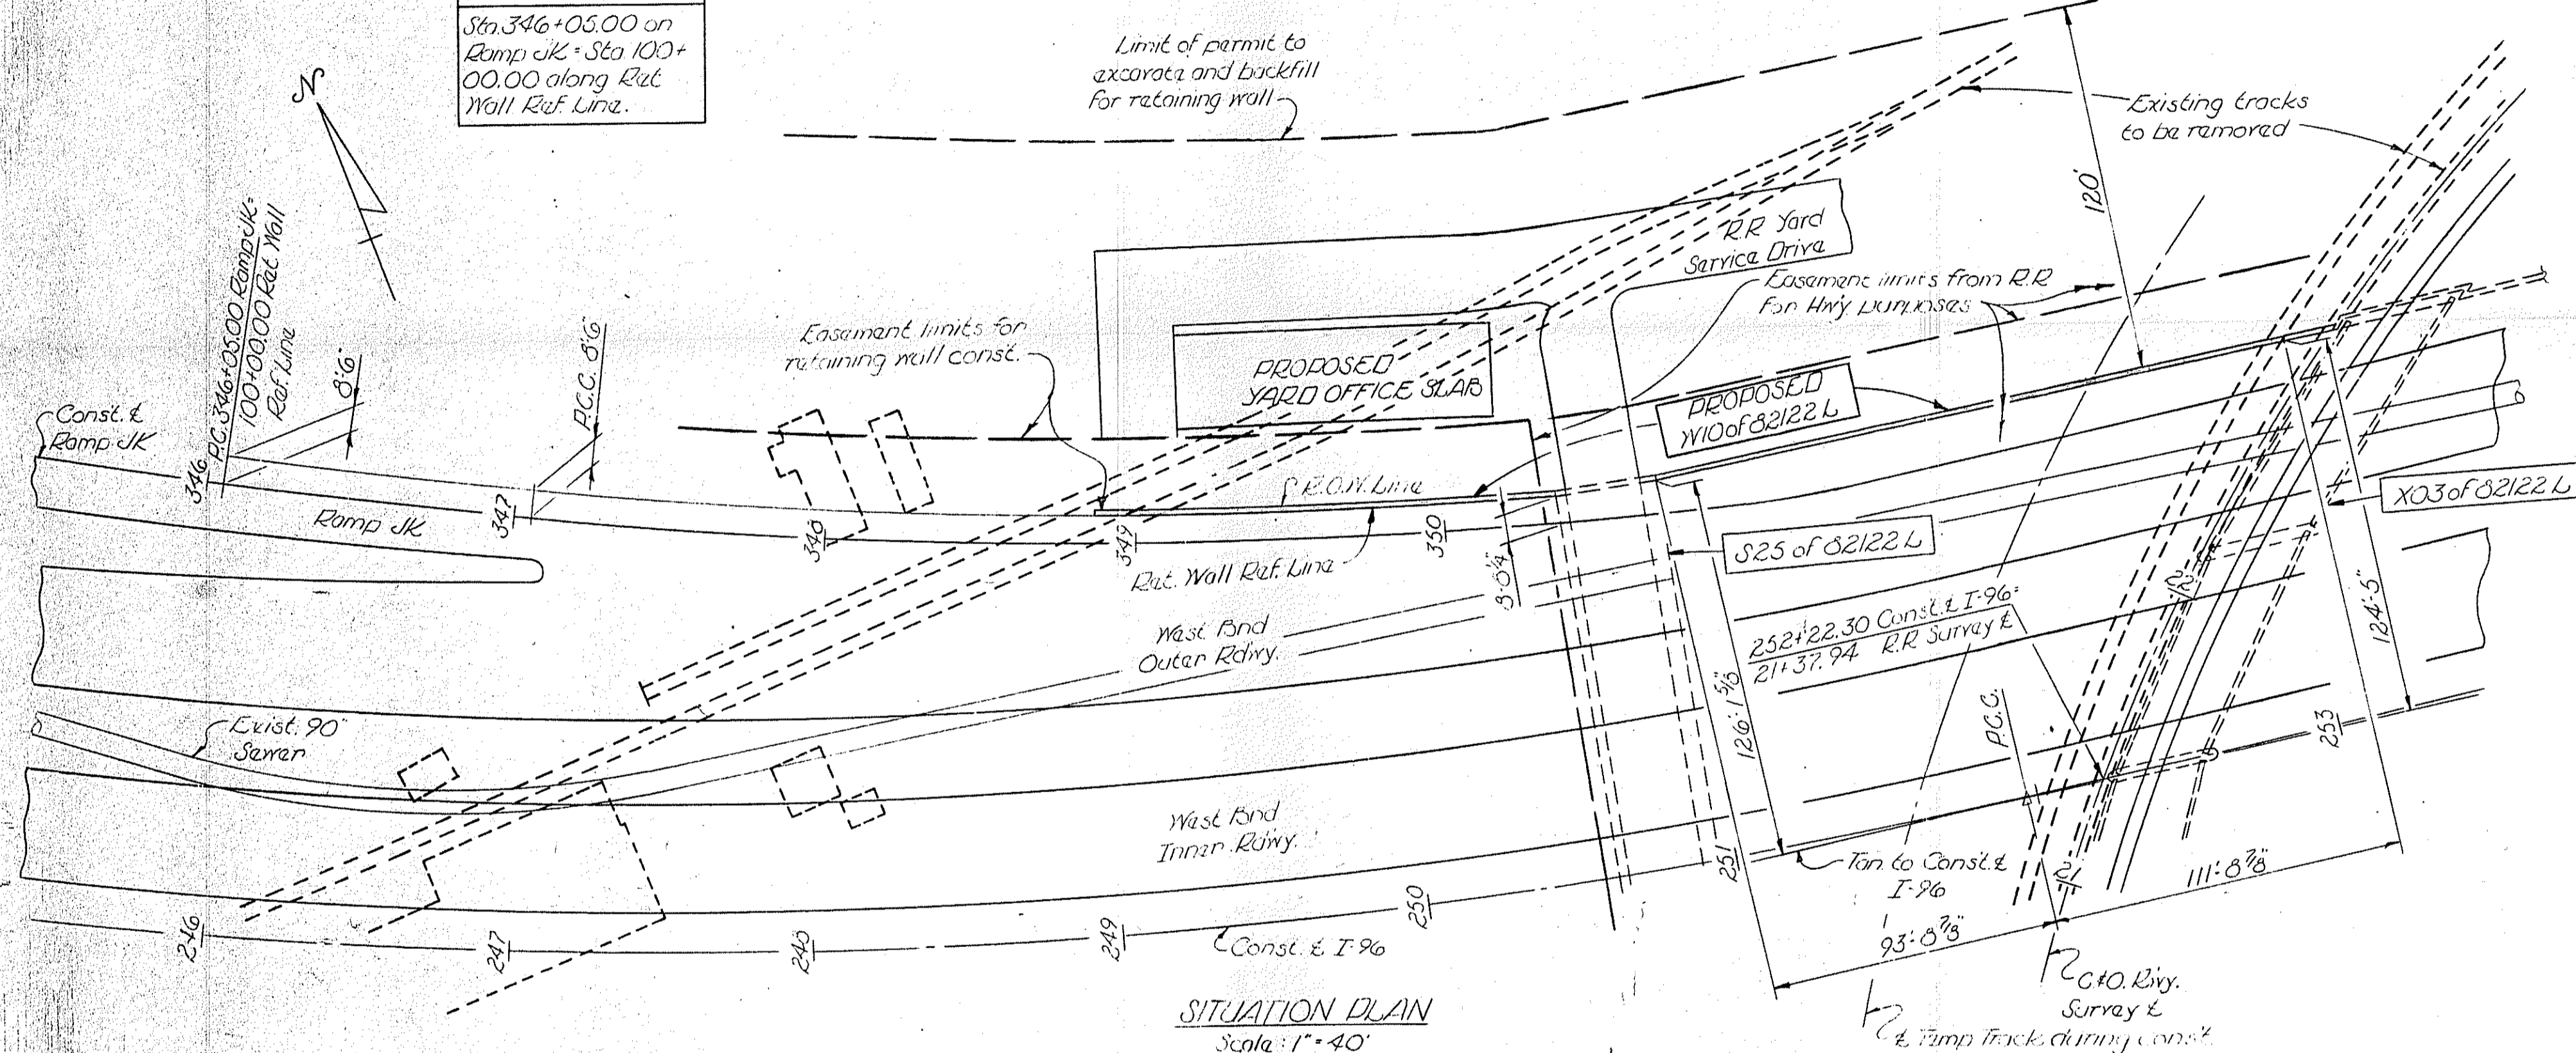 Sta. 346+05.00 on
Ramp JK = Sta 100+
00.00 along Ret
Wall Ref. Line.
N
Limit of permit to
excavate and backfill
for retaining wall
Existing tracks
to be removed
120'
P.C. 346+05.00 Ramp JK =
100+00.00 Ret. Wall
Ref. Line
8'-6"
P.C.C. 8'-6"
R.R. Yard
Service Drive
Easement limits from R.R
For Hwy purposes
Easement limits for
retaining wall const.
PROPOSED
YARD OFFICE SLAB
PROPOSED
W10 of 82122 L
Const. ℄
Ramp JK
346
Ramp JK
347
348
349
350
R.O.W. Line
Ret. Wall Ref. Line
X03 of 82122 L
S25 of 82122 L
West Bnd
Outer Rdwy.
252+22.30 Const. ℄ I-96 =
21+37.94 R.R Survey ℄
22
126'-1 5/8"
124'-5"
P.C.C.
Exist. 90"
Sewer
West Bnd
Inner Rdwy.
246
247
248
249
250
251
253
Const. ℄ I-96
Tan. to Const. ℄
I-96
21
93'-8 7/8"
111'-8 7/8"
C&O. Rwy.
Survey ℄
℄ Temp Track during const
SITUATION PLAN
Scale: 1" = 40'